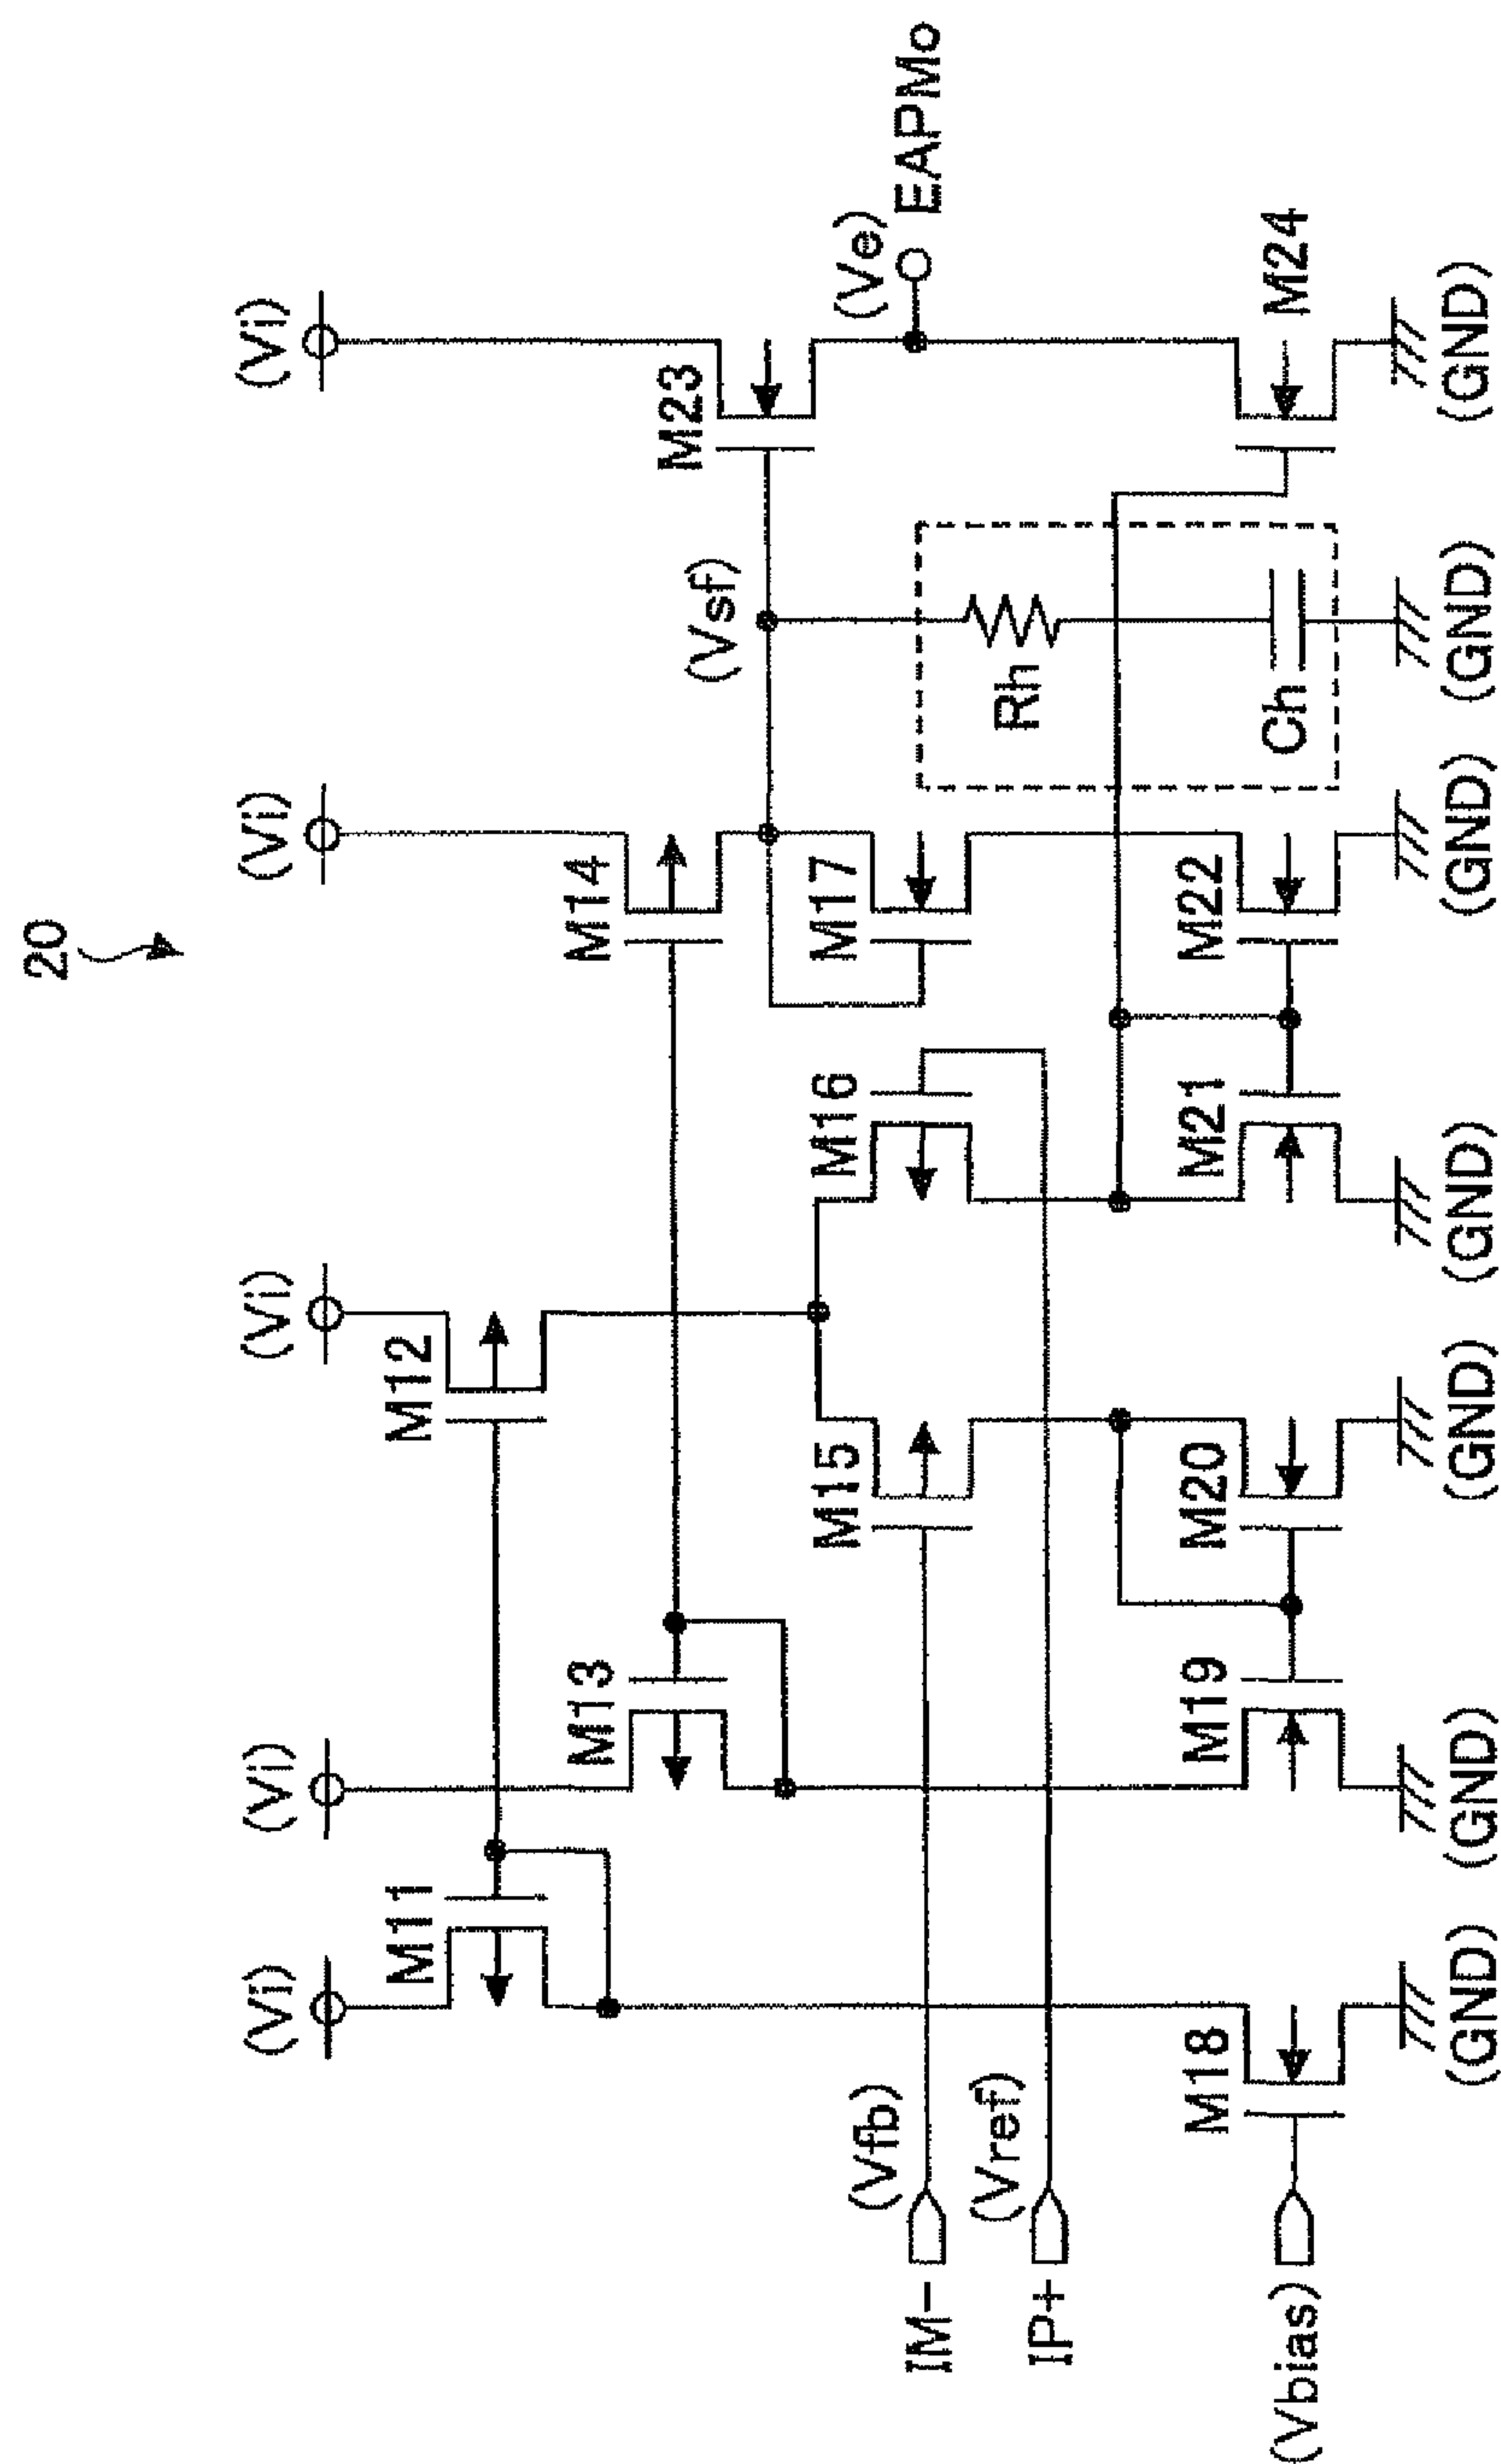 20
(Vi)
(Vi)
(Vi)
(Vi)
(Vi)
M11
M12
M13
M14
M23
(Vsf)
(Ve)
EAPMo
(Vfb)
IM-
M15
M16
M17
(Vref)
IP+
Rh
Ch
(Vbias)
M18
M19
M20
M21
M22
M24
(GND)
(GND)
(GND)
(GND)
(GND)
(GND)
(GND)